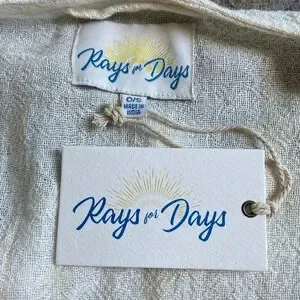 Rays for Days
O/S
MADE IN
INDIA
Rays for Days